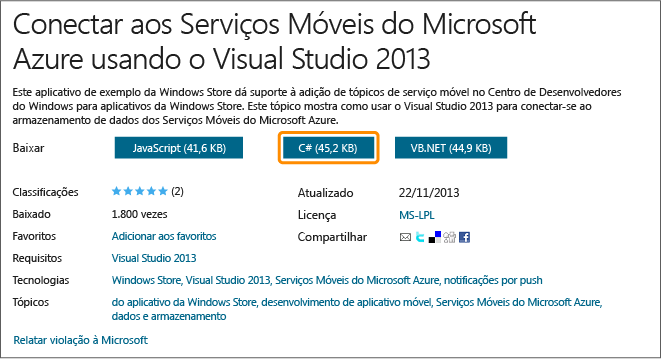 Conectar aos Serviços Móveis do Microsoft
Azure usando o Visual Studio 2013
Este aplicativo de exemplo da Windows Store dá suporte à adição de tópicos de serviço móvel no Centro de Desenvolvedores
do Windows para aplicativos da Windows Store. Este tópico mostra como usar o Visual Studio 2013 para conectar-se ao
armazenamento de dados dos Serviços Móveis do Microsoft Azure.
Baixar JavaScript (41,6 KB) C# (45,2 KB) VB.NET (44,9 KB)
Classificações (2) Atualizado 22/11/2013
Baixado 1.800 vezes Licença MS-LPL
Favoritos Adicionar aos favoritos Compartilhar
Requisitos Visual Studio 2013
Tecnologias Windows Store, Visual Studio 2013, Serviços Móveis do Microsoft Azure, notificações por push
Tópicos do aplicativo da Windows Store, desenvolvimento de aplicativo móvel, Serviços Móveis do Microsoft Azure,
dados e armazenamento
Relatar violação à Microsoft